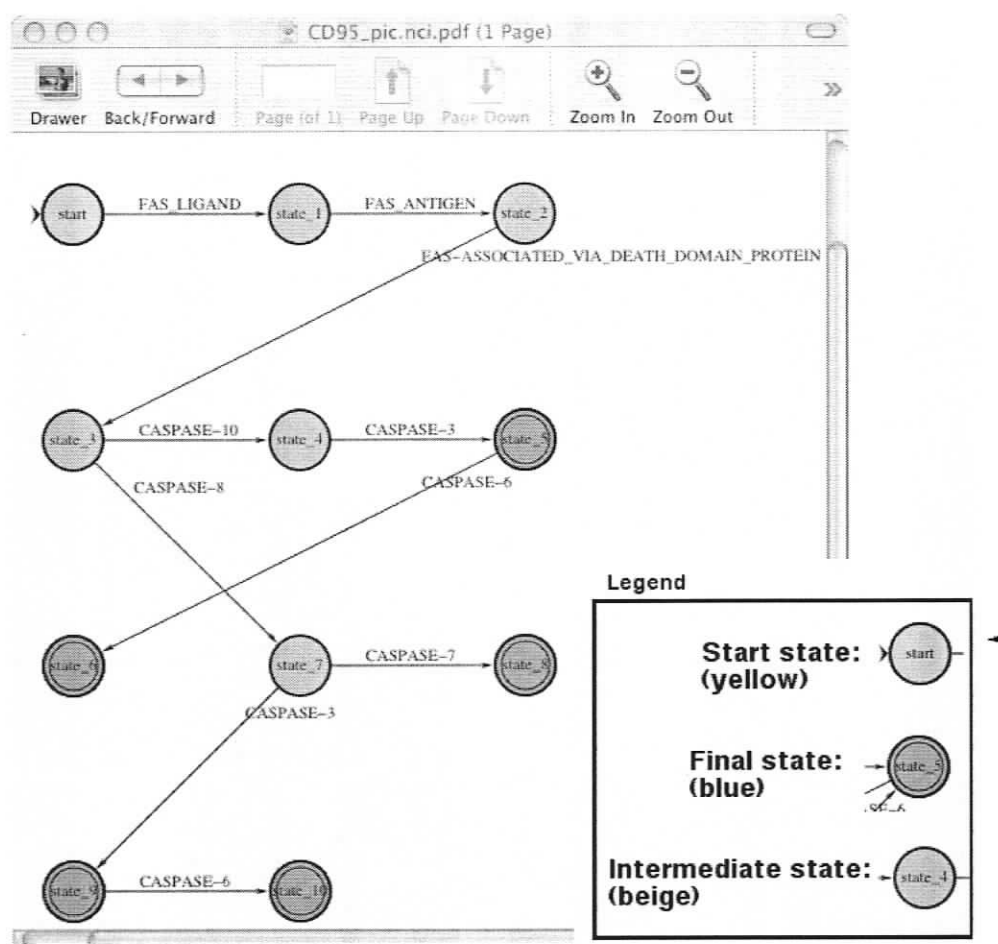 CD95_pic.nci.pdf (1 Page)
Drawer Back/Forward Page (of 1) Page Up Page Down Zoom In Zoom Out
start FAS_LIGAND state_1 FAS_ANTIGEN state_2
FAS-ASSOCIATED_VIA_DEATH_DOMAIN_PROTEIN
state_3 CASPASE-10 state_4 CASPASE-3 state_5
CASPASE-8 CASPASE-6
state_6 state_7 CASPASE-7 state_8
CASPASE-3
state_9 CASPASE-6 state_10
Legend
Start state: start
(yellow)
Final state: state_5
(blue)
SE-6
Intermediate state: state_4
(beige)